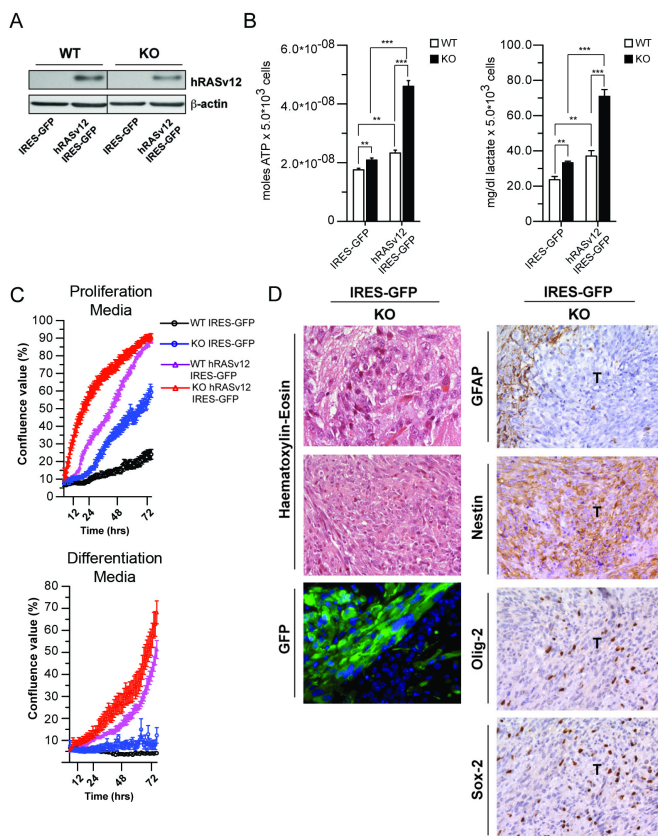 A
WT KO
hRASv12
β-actin
IRES-GFP
hRASv12
IRES-GFP
IRES-GFP
hRASv12
IRES-GFP
B
moles ATP x 5.0*10³ cells
6.0*10-08
4.0*10-08
2.0*10-08
0
***
***
**
**
WT
KO
IRES-GFP
hRASv12
IRES-GFP
mg/dl lactate x 5.0*10³ cells
100.0
80.0
60.0
40.0
20.0
0
***
***
**
**
WT
KO
IRES-GFP
hRASv12
IRES-GFP
C
Proliferation
Media
Confluence value (%)
100
90
80
70
60
50
40
30
20
10
0
12 24 48 72
Time (hrs)
WT IRES-GFP
KO IRES-GFP
WT hRASv12
IRES-GFP
KO hRASv12
IRES-GFP
Differentiation
Media
Confluence value (%)
80
70
60
50
40
30
20
10
0
12 24 48 72
Time (hrs)
D
IRES-GFP
KO
Haematoxylin-Eosin
GFP
IRES-GFP
KO
GFAP
T
Nestin
T
Olig-2
T
Sox-2
T